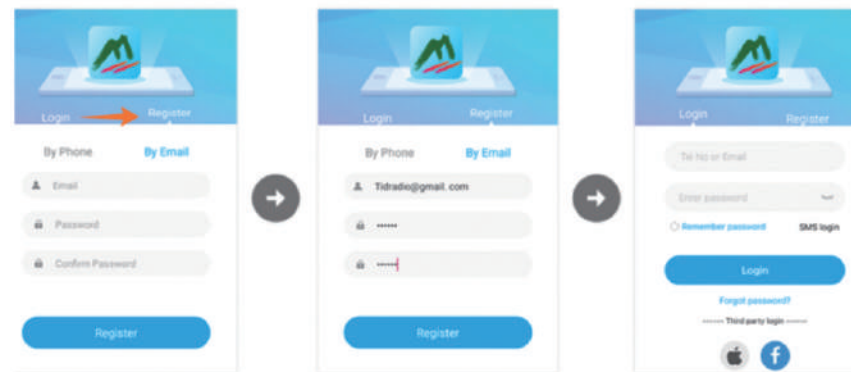 Login
Register
By Phone
By Email
Email
Password
Confirm Password
Register
Login
Register
By Phone
By Email
Tidradio@gmail. com
••••••
••••••
Register
Login
Register
Tel No or Email
Enter password
Remember password
SMS login
Login
Forgot password?
Third party login
f